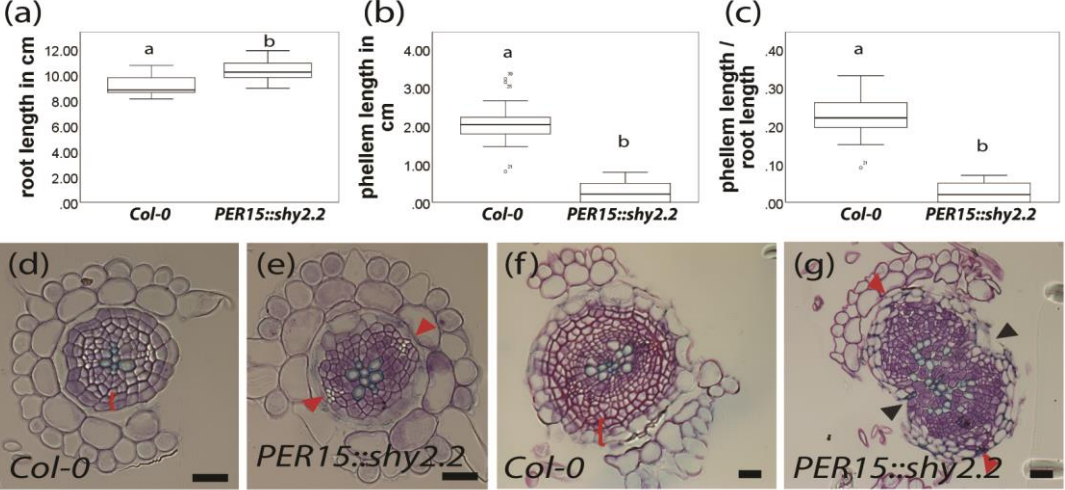 (a)
root length in cm
12.00
10.00
8.00
6.00
4.00
2.00
.00
a
b
Col-0
PER15::shy2.2
(b)
phellem length in
cm
4.00
3.00
2.00
1.00
.00
a
b
Col-0
PER15::shy2.2
(c)
phellem length /
root length
.40
.30
.20
.10
.00
a
21
b
Col-0
PER15::shy2.2
(d)
Col-0
(e)
PER15::shy2.2
(f)
Col-0
(g)
PER15::shy2.2